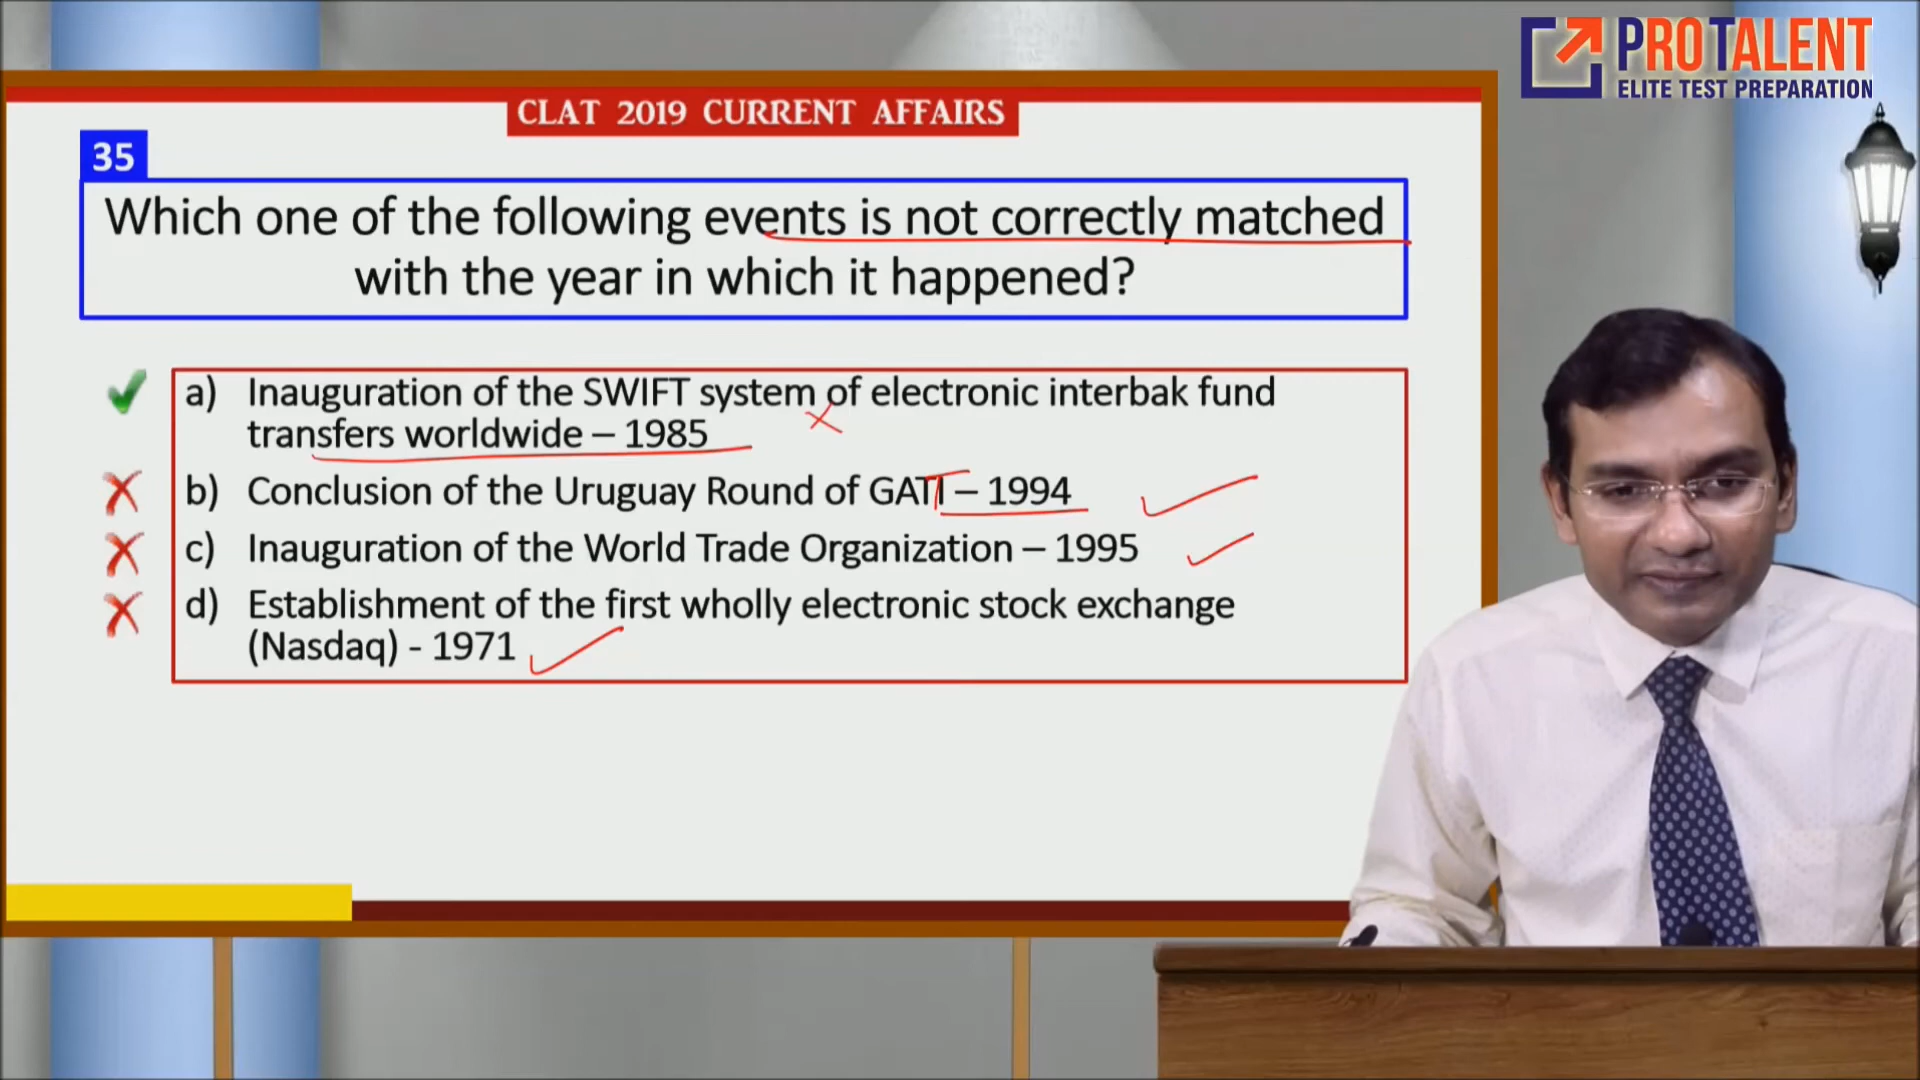 PROTALENT
ELITE TEST PREPARATION
CLAT 2019 CURRENT AFFAIRS
35
Which one of the following events is not correctly matched
with the year in which it happened?
a) Inauguration of the SWIFT system of electronic interbak fund
transfers worldwide – 1985
b) Conclusion of the Uruguay Round of GATT – 1994
c) Inauguration of the World Trade Organization – 1995
d) Establishment of the first wholly electronic stock exchange
(Nasdaq) - 1971